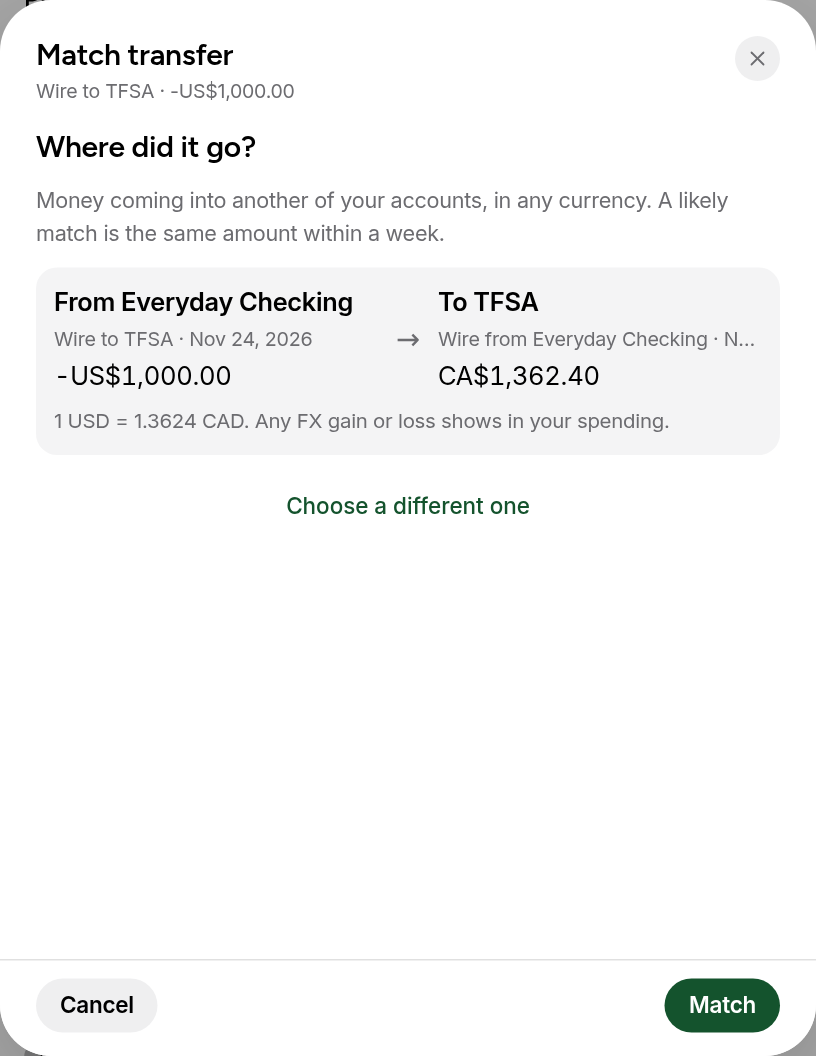 Match transfer
Wire to TFSA · -US$1,000.00
Where did it go?
Money coming into another of your accounts, in any currency. A likely
match is the same amount within a week.
From Everyday Checking
Wire to TFSA · Nov 24, 2026
-US$1,000.00
→
To TFSA
Wire from Everyday Checking · N...
CA$1,362.40
1 USD = 1.3624 CAD. Any FX gain or loss shows in your spending.
Choose a different one
Cancel
Match